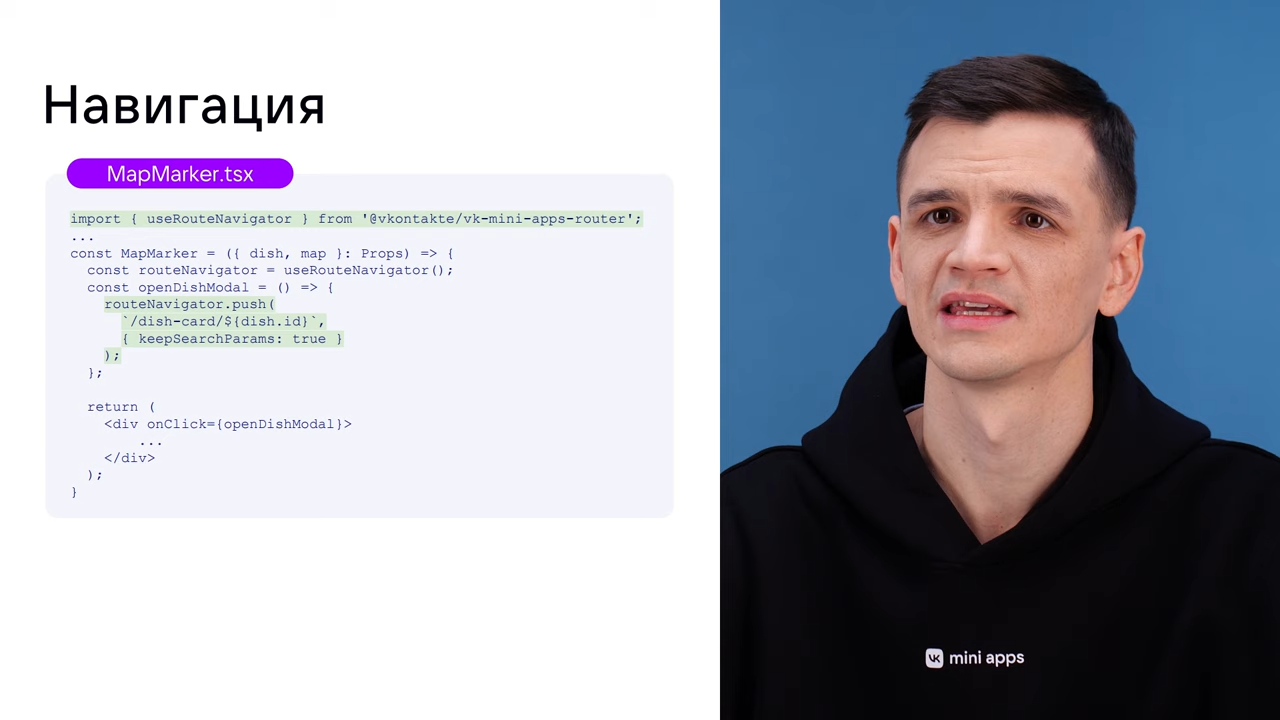 Навигация
MapMarker.tsx
import { useRouteNavigator } from '@vkontakte/vk-mini-apps-router';
...
const MapMarker = ({ dish, map }: Props) => {
  const routeNavigator = useRouteNavigator();
  const openDishModal = () => {
    routeNavigator.push(
      `/dish-card/${dish.id}`,
      { keepSearchParams: true }
    );
  };
  return (
    <div onClick={openDishModal}>
        ...
    </div>
  );
}
VK mini apps